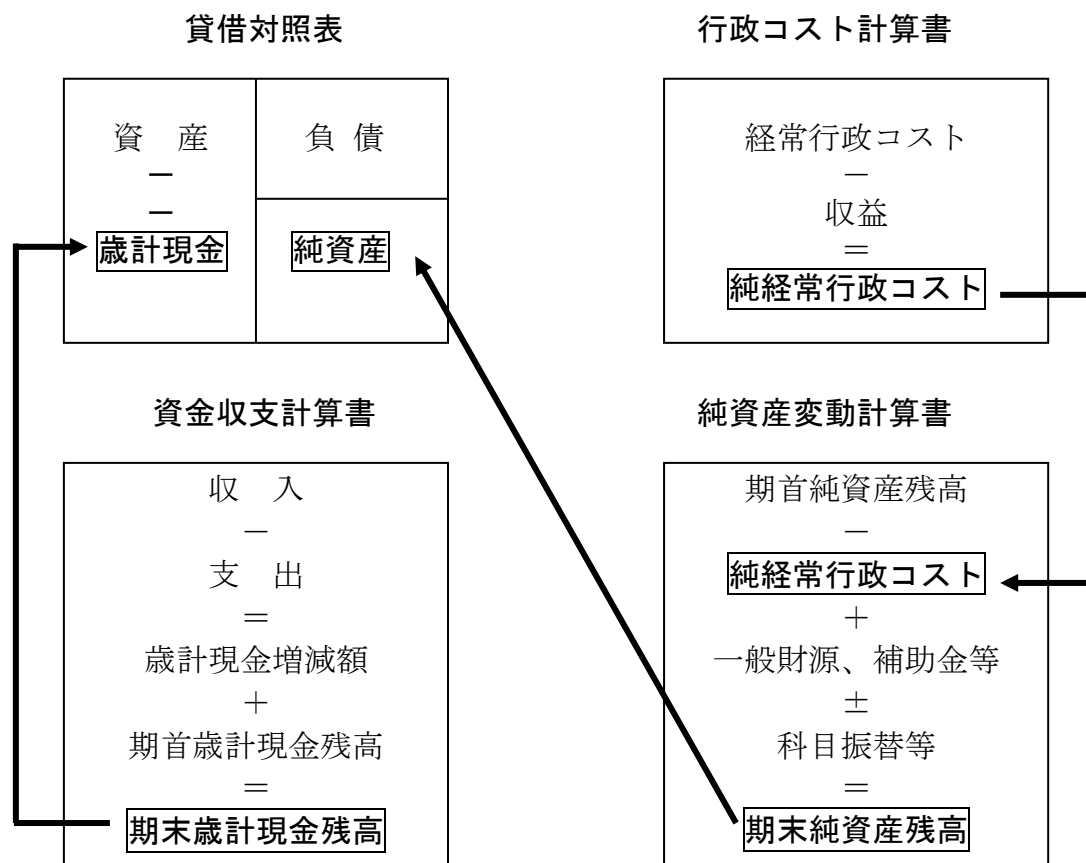 貸借対照表
資　産
－
－
歳計現金
負 債
純資産
行政コスト計算書
経常行政コスト
－
収益
＝
純経常行政コスト
資金収支計算書
収　入
－
支　出
＝
歳計現金増減額
＋
期首歳計現金残高
＝
期末歳計現金残高
純資産変動計算書
期首純資産残高
－
純経常行政コスト
＋
一般財源、補助金等
±
科目振替等
＝
期末純資産残高